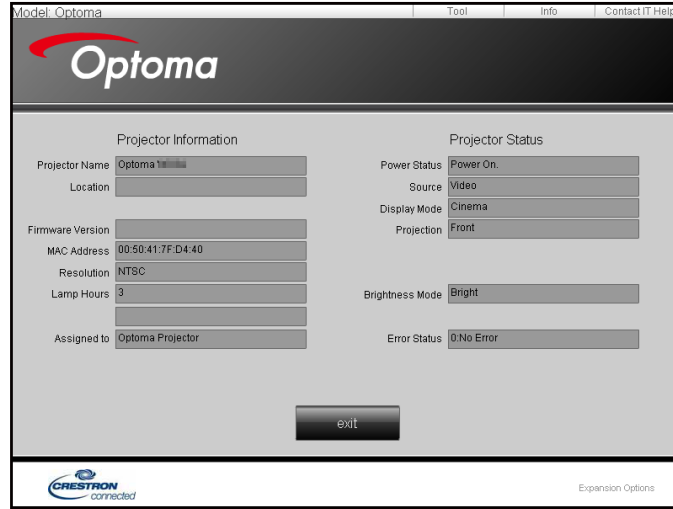 Model: Optoma
Tool Info Contact IT Help
Optoma
Projector Information
Projector Name Optoma
Location
Firmware Version
MAC Address 00:50:41:7F:D4:40
Resolution NTSC
Lamp Hours 3
Assigned to Optoma Projector
Projector Status
Power Status Power On.
Source Video
Display Mode Cinema
Projection Front
Brightness Mode Bright
Error Status 0:No Error
exit
CRESTRON
connected
Expansion Options